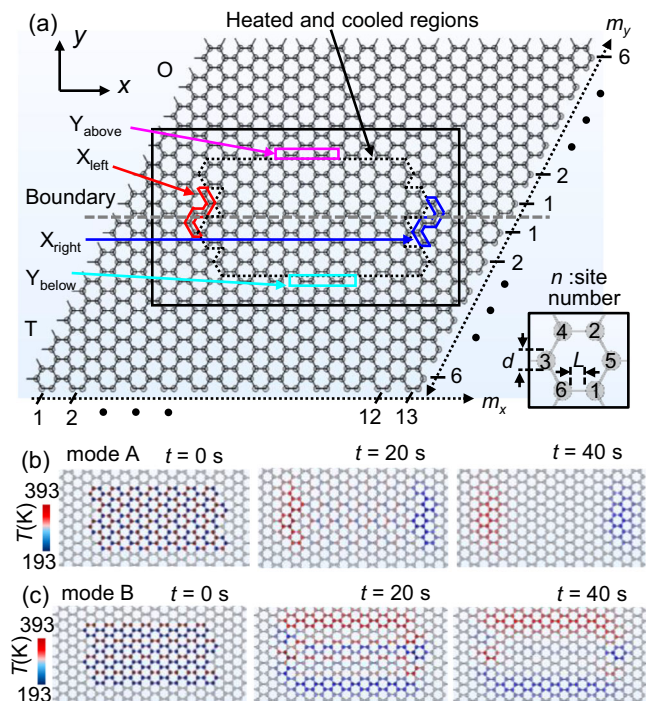 Heated and cooled regions
(a)
y
x
O
m_y
6
Y_above
X_left
Boundary
2
1
1
2
X_right
Y_below
T
6
n :site
number
4 2
3 5
6 1
d
L
1 2 12 13
m_x
(b) mode A t = 0 s t = 20 s t = 40 s
393
T(K)
193
(c) mode B t = 0 s t = 20 s t = 40 s
393
T(K)
193